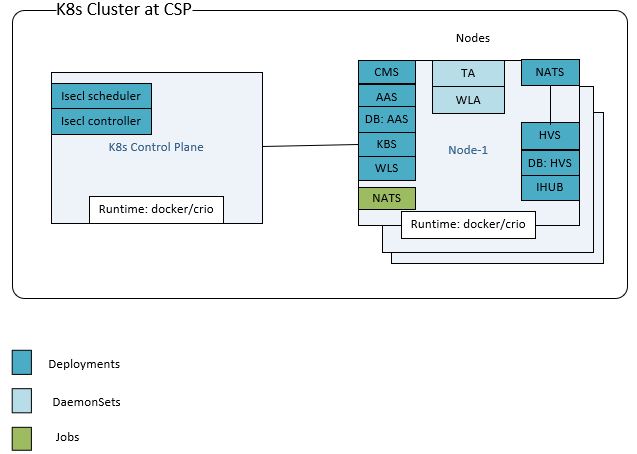 K8s Cluster at CSP
Nodes
Isecl scheduler
Isecl controller
K8s Control Plane
Runtime: docker/crio
CMS
AAS
DB: AAS
KBS
WLS
NATS
TA
WLA
Node-1
Runtime: docker/crio
NATS
HVS
DB: HVS
IHUB
Deployments
DaemonSets
Jobs